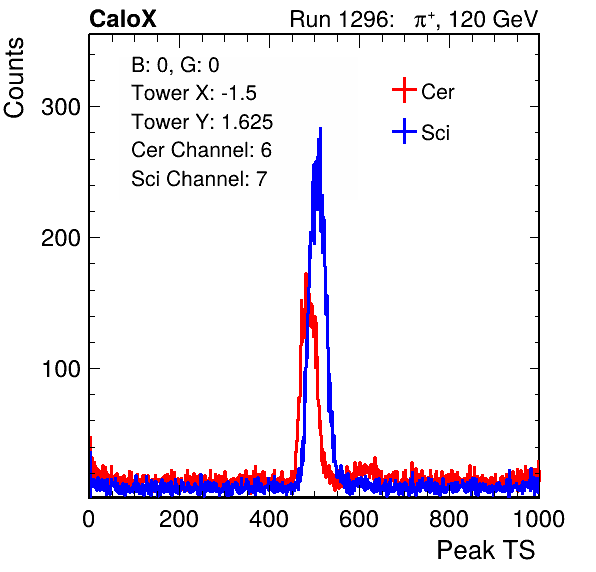 CaloX Run 1296: π⁺, 120 GeV
Counts
B: 0, G: 0
Tower X: -1.5
Tower Y: 1.625
Cer Channel: 6
Sci Channel: 7
Cer
Sci
300
200
100
0 200 400 600 800 1000
Peak TS